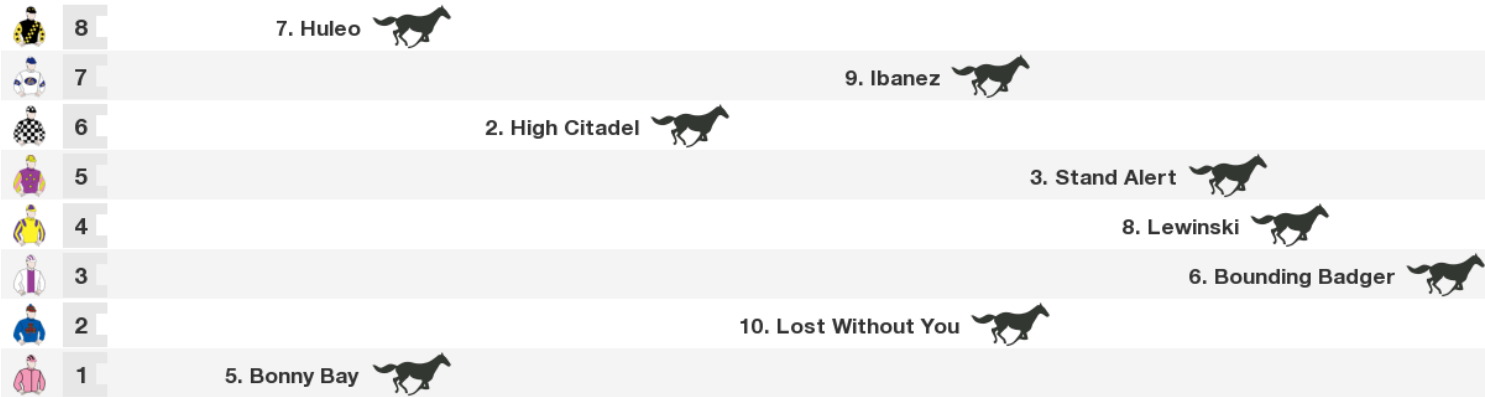 8 7. Huleo
7 9. Ibanez
6 2. High Citadel
5 3. Stand Alert
4 8. Lewinski
3 6. Bounding Badger
2 10. Lost Without You
1 5. Bonny Bay